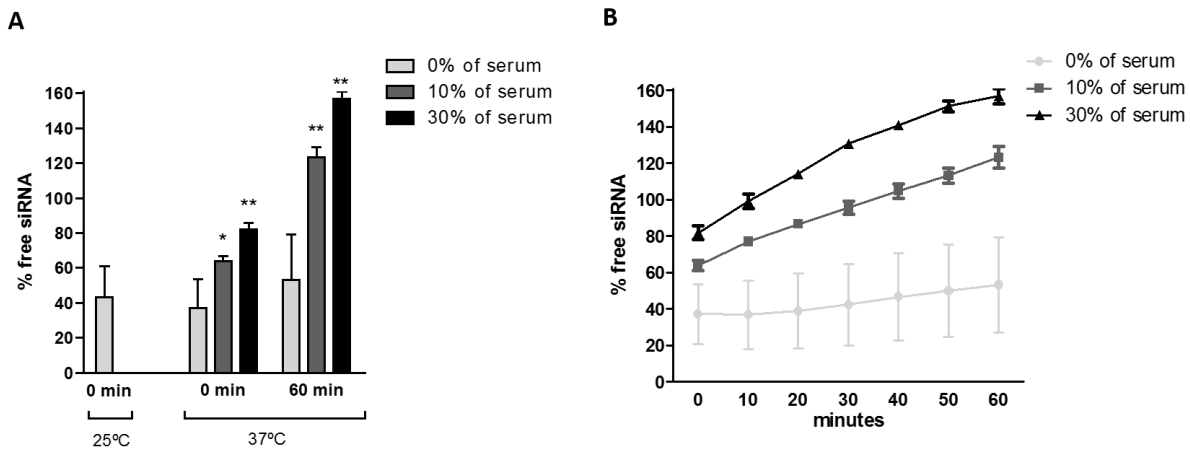 A
0% of serum
10% of serum
30% of serum
% free siRNA
160
140
120
100
80
60
40
20
0
*
**
**
**
0 min
0 min
60 min
25ºC
37ºC
B
0% of serum
10% of serum
30% of serum
% free siRNA
160
140
120
100
80
60
40
20
0
0 10 20 30 40 50 60
minutes